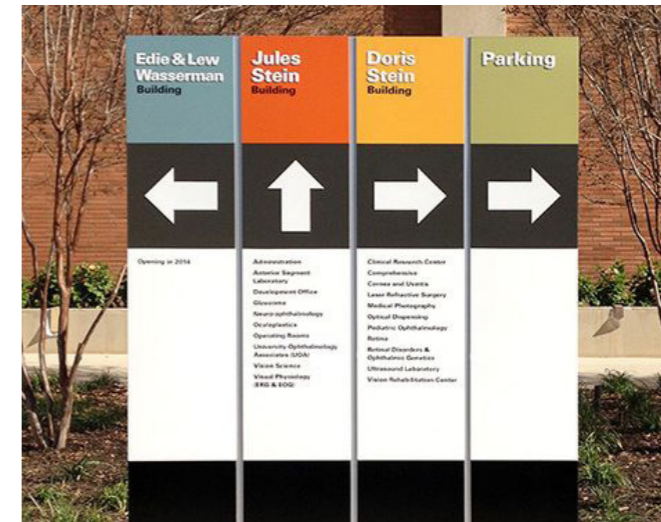 Edie & Lew
Wasserman
Building
Opening in 2014
Jules
Stein
Building
Administration
Anterior Segment
Laboratory
Development Office
Glaucoma
Neuro-ophthalmology
Oculoplastics
Operating Rooms
University Ophthalmology
Associates (UOA)
Vision Science
Visual Physiology
(ERG & EOG)
Doris
Stein
Building
Clinical Research Center
Comprehensive
Cornea and Uveitis
Laser Refractive Surgery
Medical Photography
Optical Dispensing
Pediatric Ophthalmology
Retina
Retinal Disorders &
Ophthalmic Genetics
Ultrasound Laboratory
Vision Rehabilitation Center
Parking